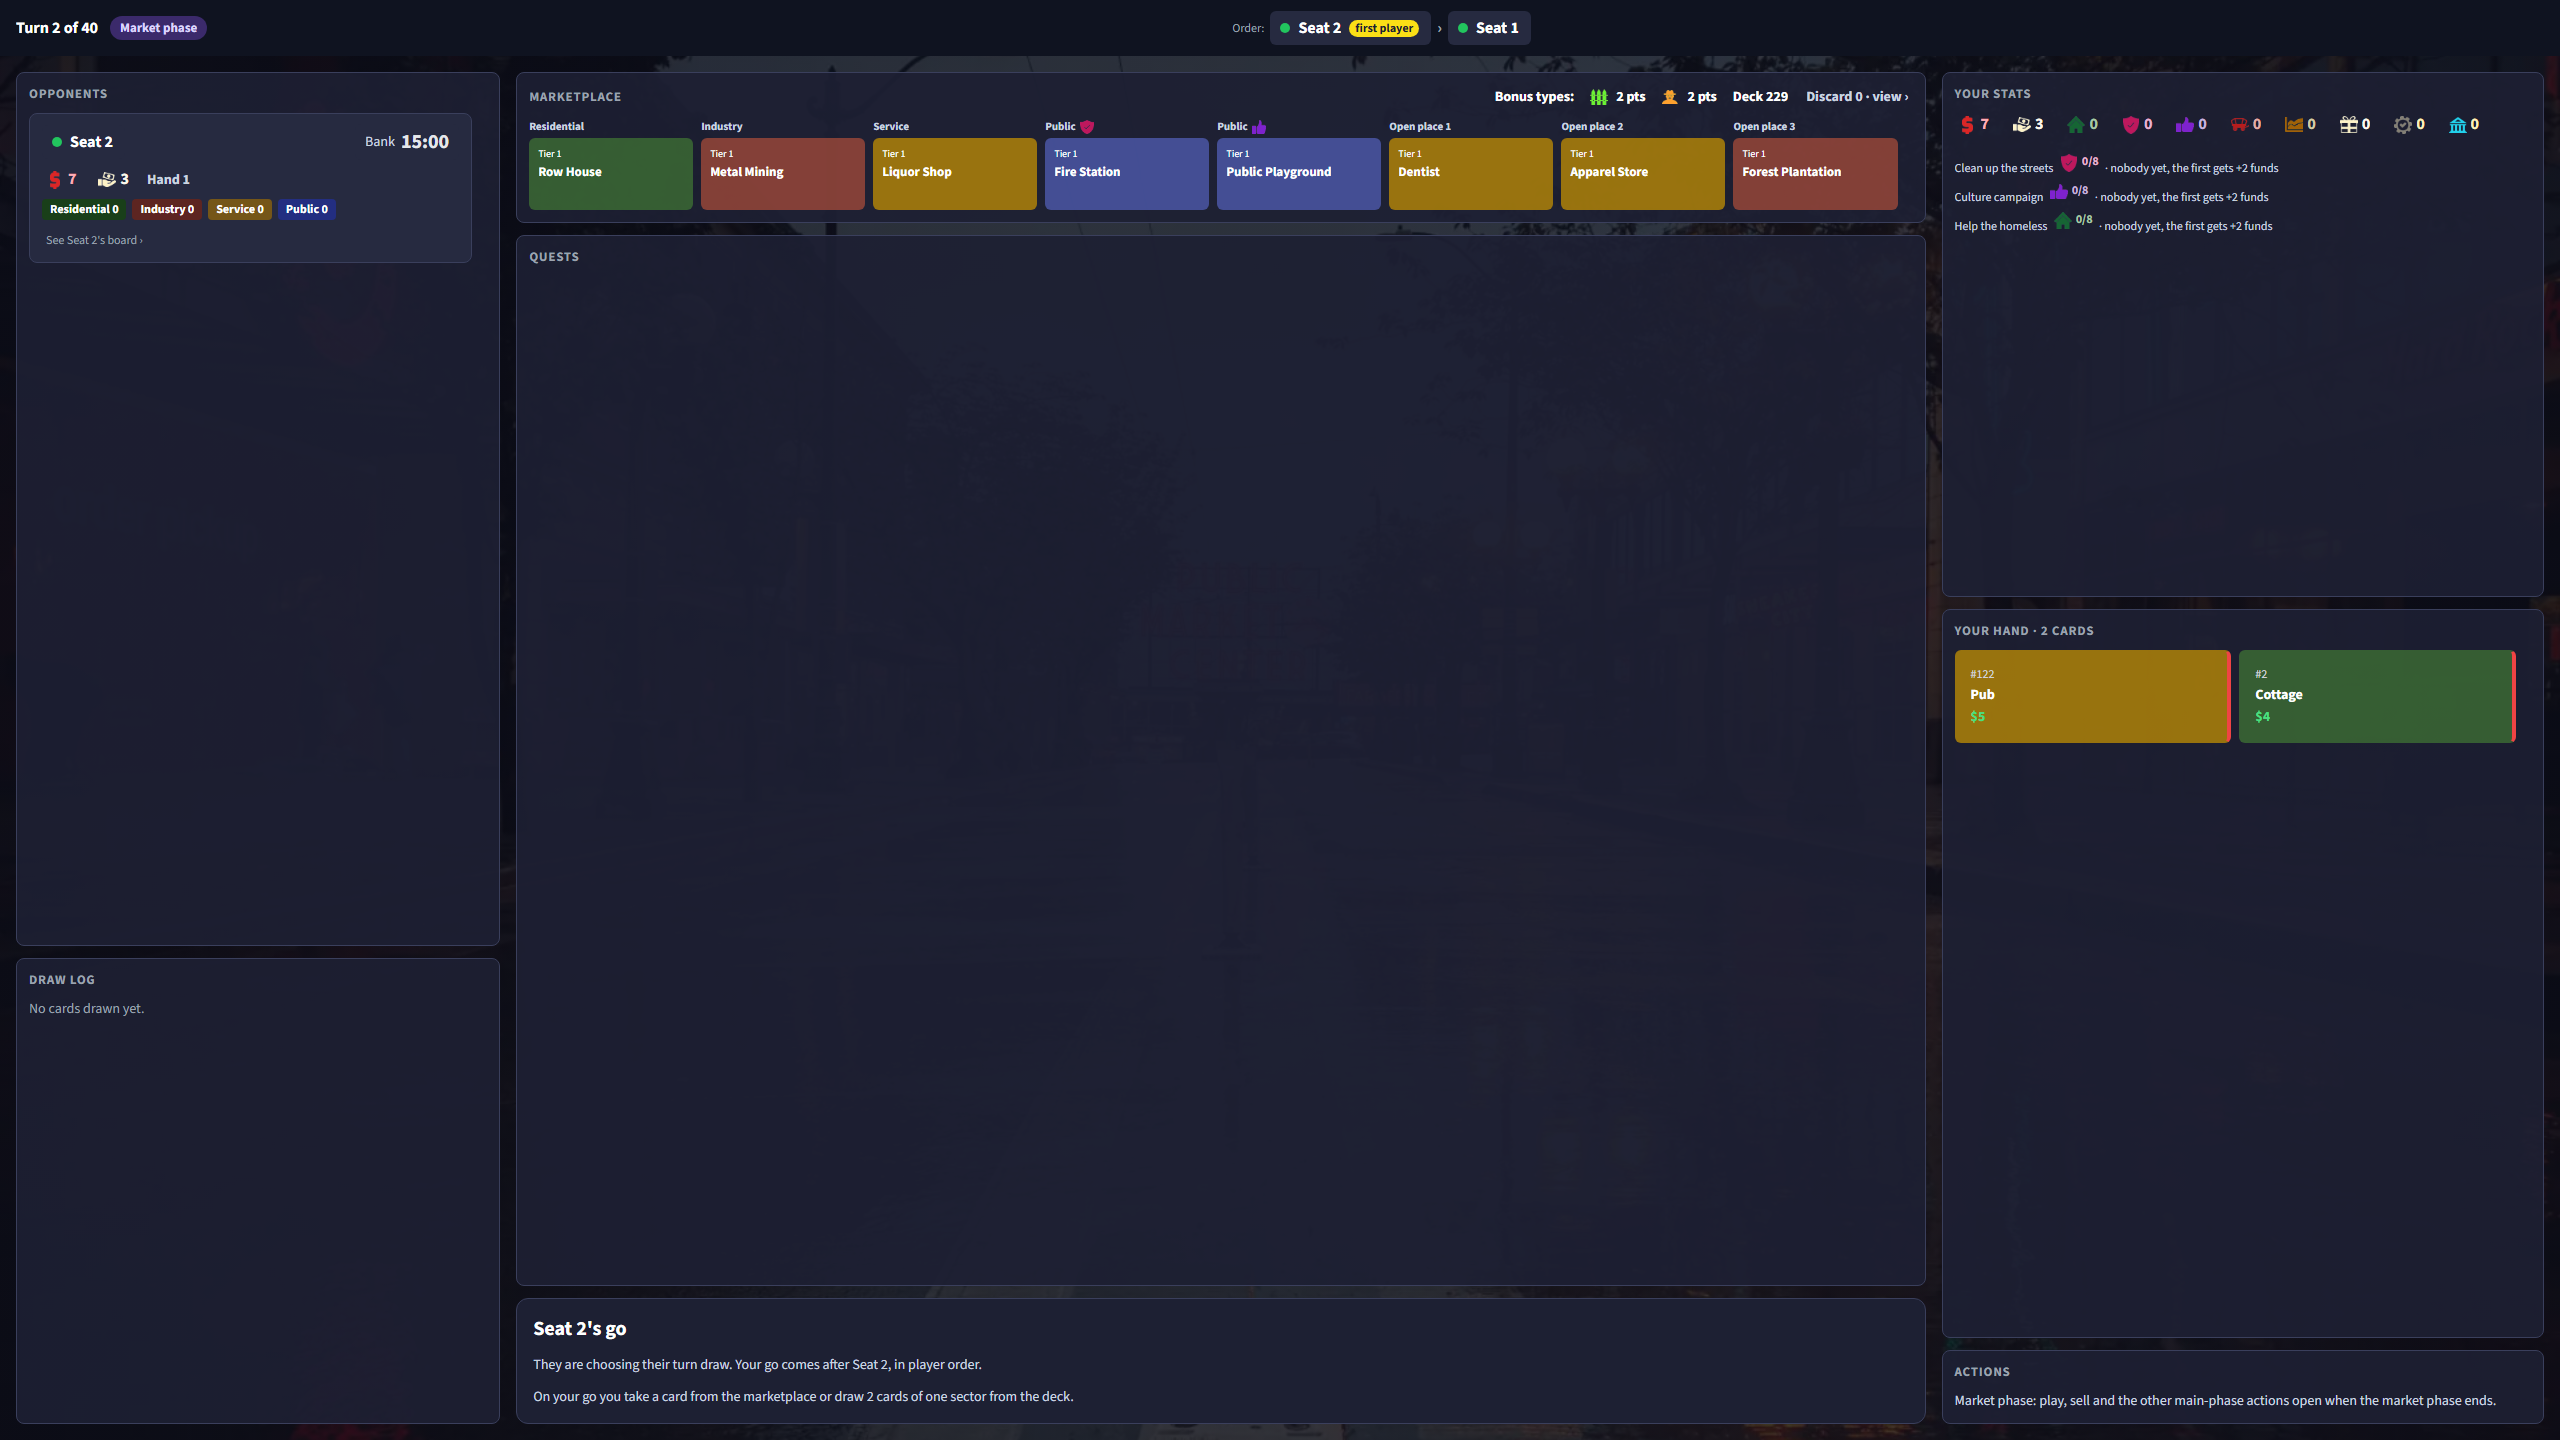 Turn 2 of 40 Market phase
Order: Seat 2 first player › Seat 1
OPPONENTS
Seat 2 Bank 15:00
7 3 Hand 1
Residential 0 Industry 0 Service 0 Public 0
See Seat 2's board ›
DRAW LOG
No cards drawn yet.
MARKETPLACE Bonus types: 2 pts 2 pts Deck 229 Discard 0 · view ›
Residential Industry Service Public Public Open place 1 Open place 2 Open place 3
Tier 1 Tier 1 Tier 1 Tier 1 Tier 1 Tier 1 Tier 1 Tier 1
Row House Metal Mining Liquor Shop Fire Station Public Playground Dentist Apparel Store Forest Plantation
QUESTS
Seat 2's go
They are choosing their turn draw. Your go comes after Seat 2, in player order.
On your go you take a card from the marketplace or draw 2 cards of one sector from the deck.
YOUR STATS
$ 7 3 0 0 0 0 0 0 0 0
Clean up the streets 0/8 · nobody yet, the first gets +2 funds
Culture campaign 0/8 · nobody yet, the first gets +2 funds
Help the homeless 0/8 · nobody yet, the first gets +2 funds
YOUR HAND · 2 CARDS
#122 #2
Pub Cottage
$5 $4
ACTIONS
Market phase: play, sell and the other main-phase actions open when the market phase ends.